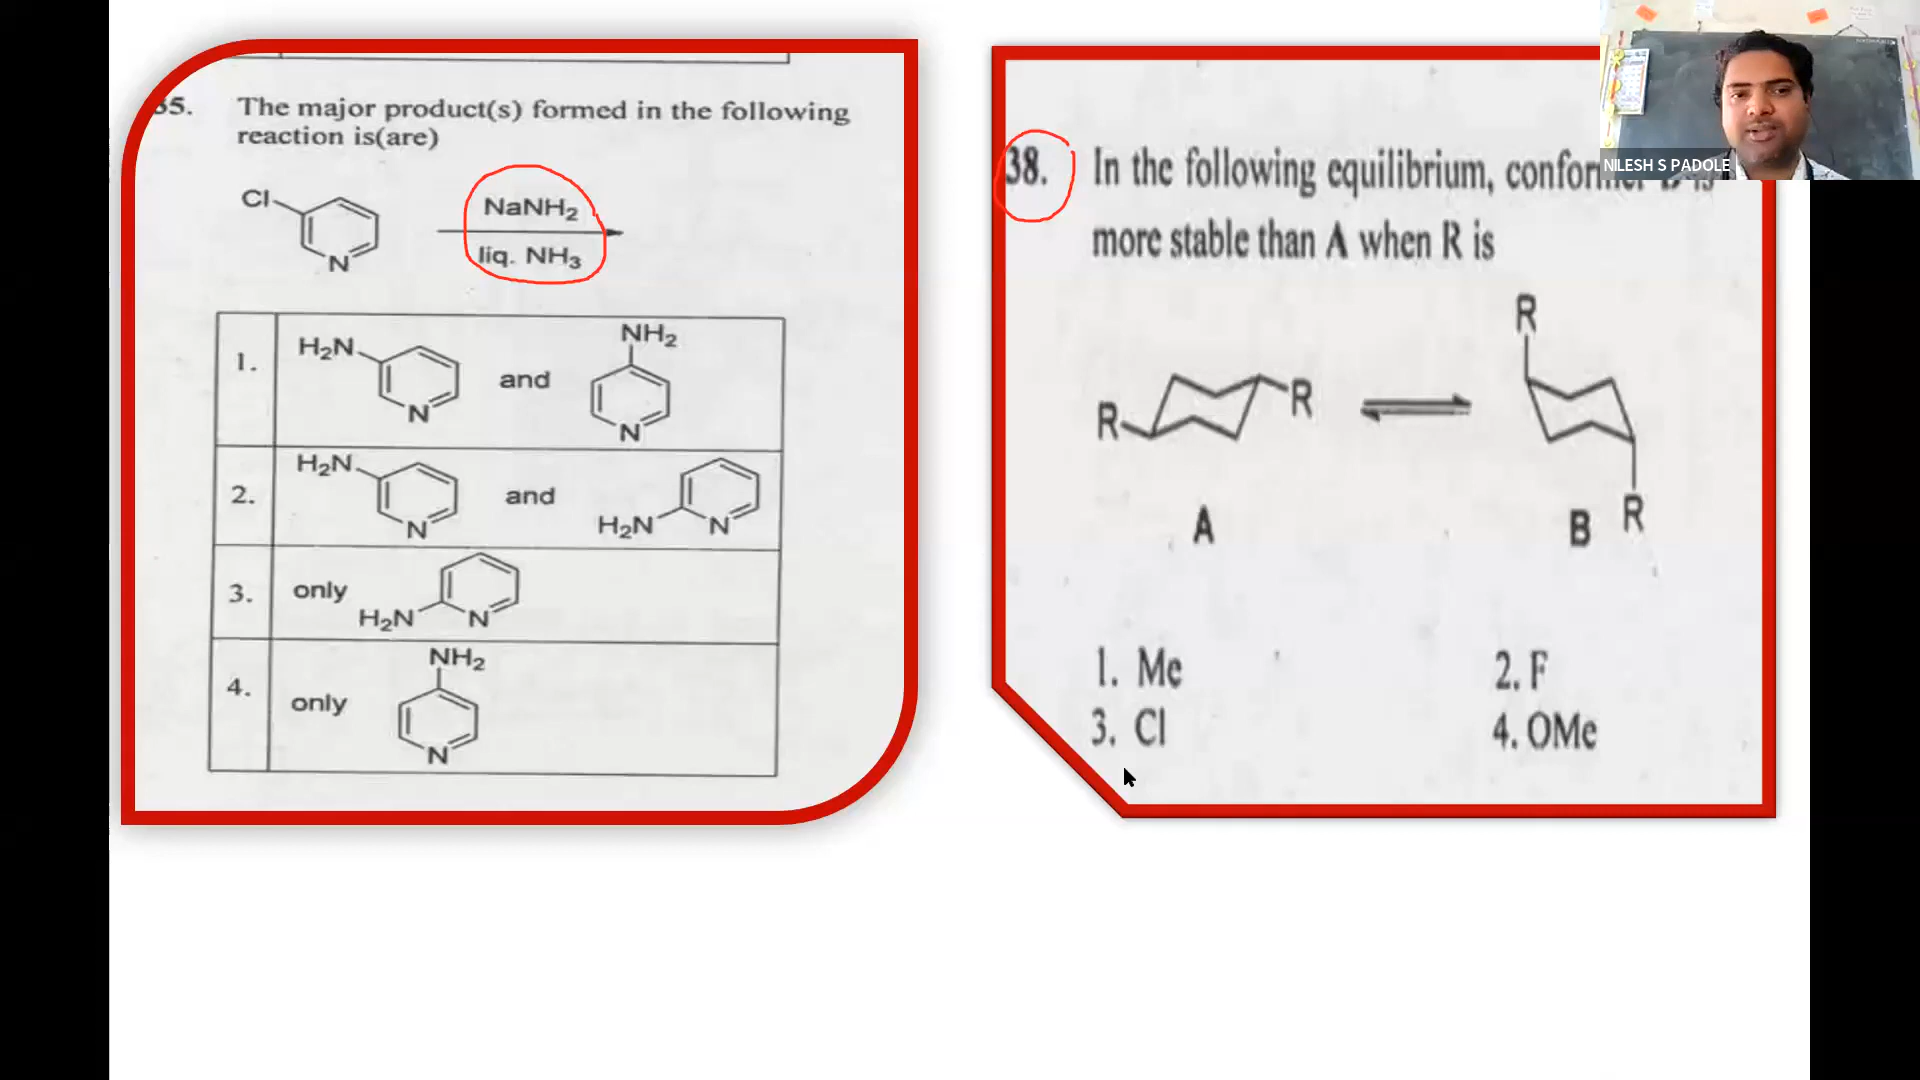 35.
The major product(s) formed in the following
reaction is(are)
Cl
N
NaNH2
liq. NH3
1.
H2N
N
and
NH2
N
2.
H2N
N
and
H2N
N
3.
only
H2N
N
4.
only
NH2
N
38.
In the following equilibrium,
more stable than A when R is
R
R
A
R
R
B
1. Me
2. F
3. Cl
4. OMe
NILESH S PADOLE